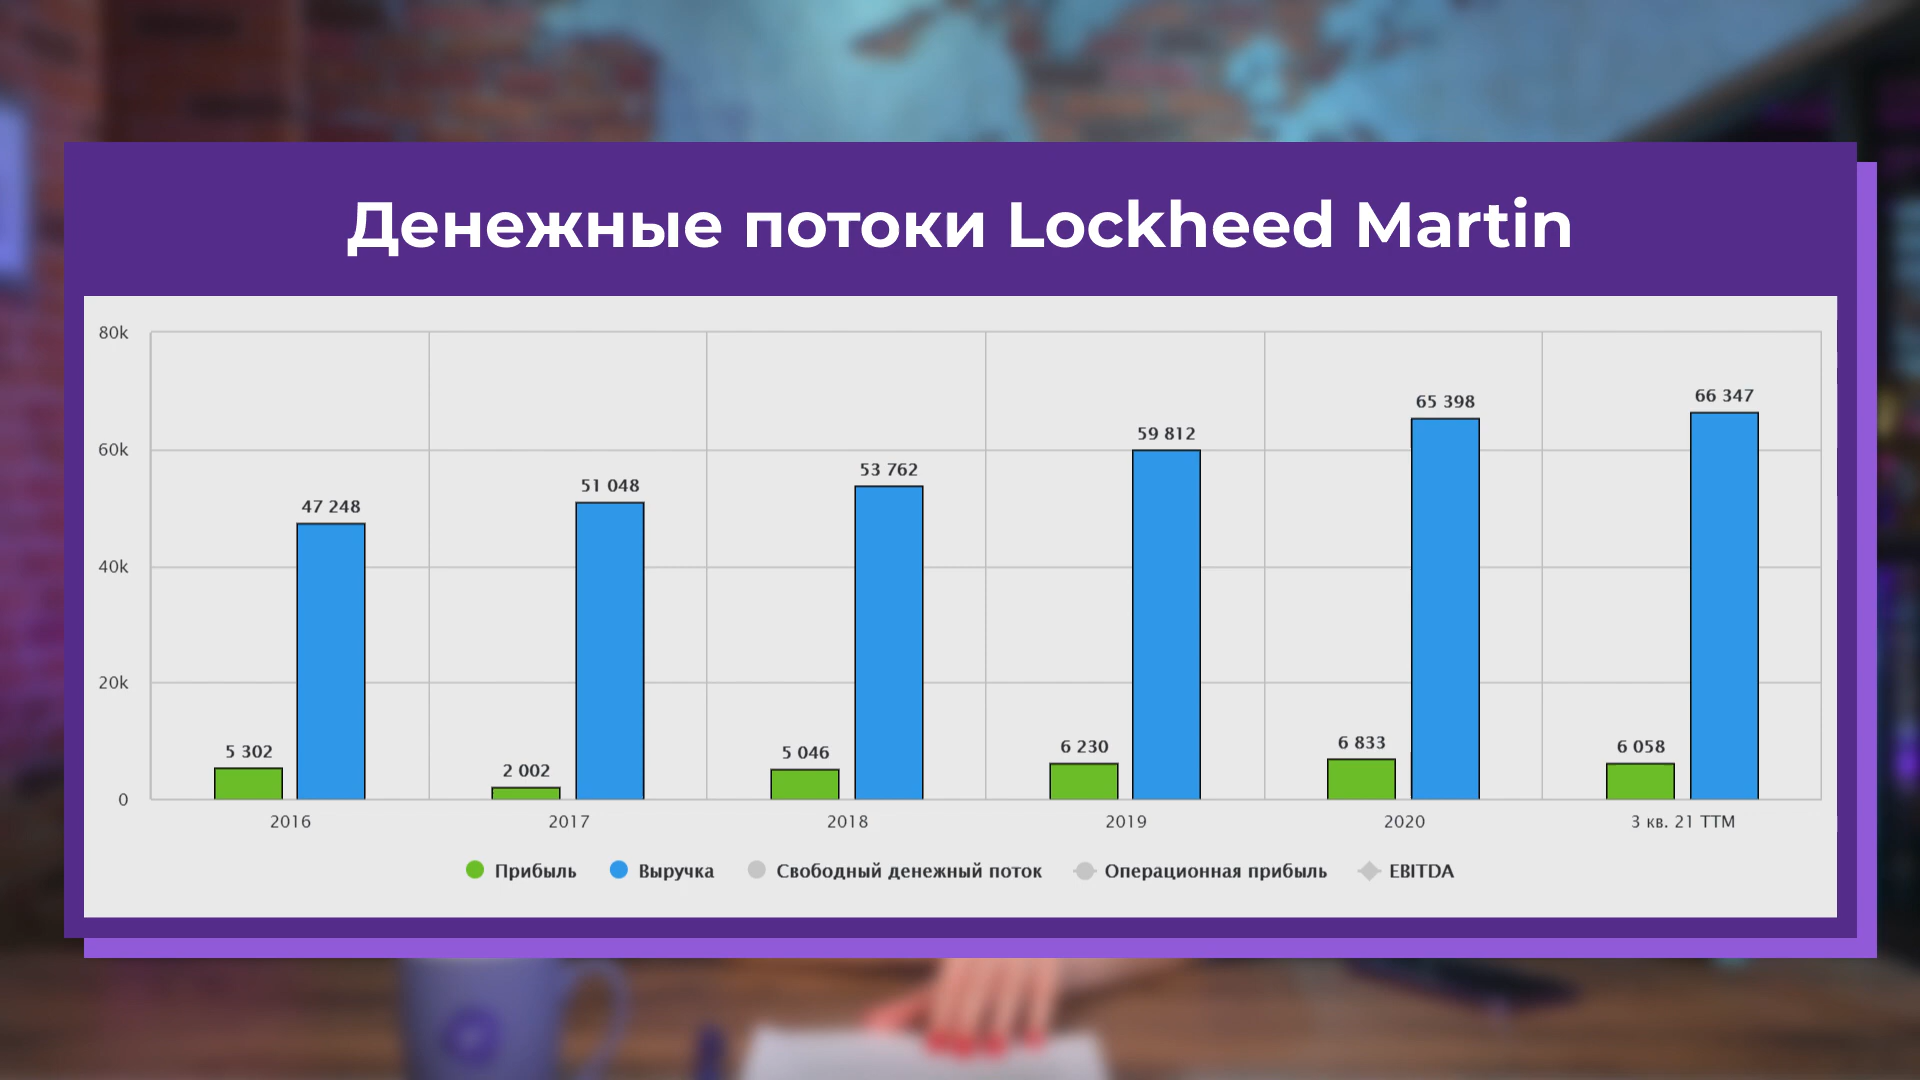 Денежные потоки Lockheed Martin
80k
60k
40k
20k
0
47 248
51 048
53 762
59 812
65 398
66 347
5 302
2 002
5 046
6 230
6 833
6 058
2016 2017 2018 2019 2020 3 кв. 21 TTM
Прибыль Выручка Свободный денежный поток Операционная прибыль EBITDA